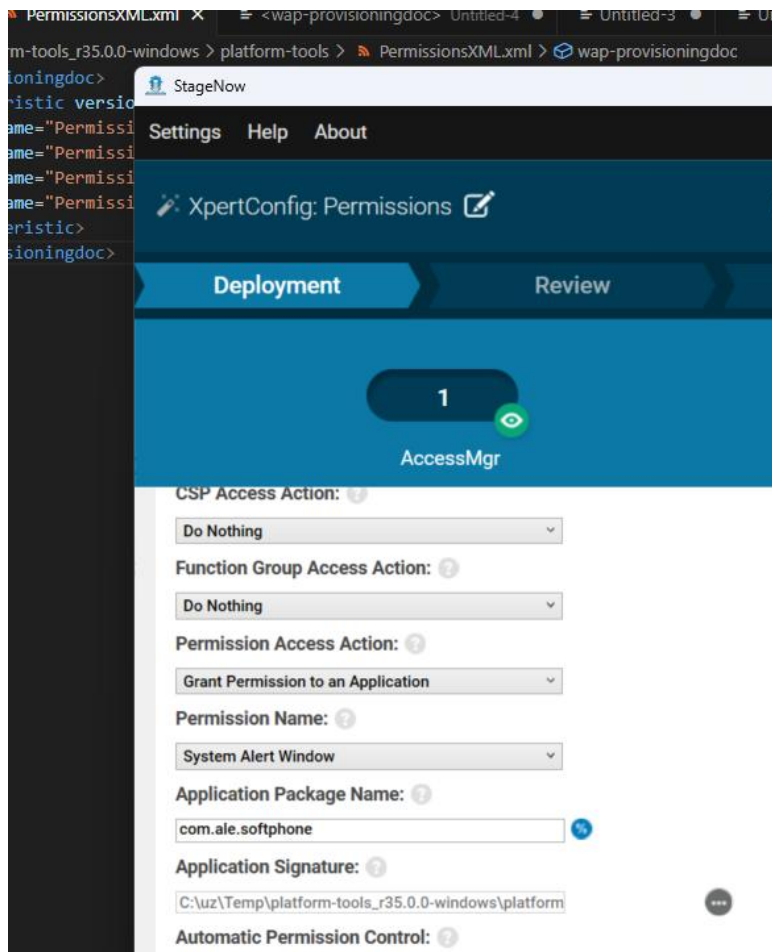 PermissionsXML.xml
<wap-provisioningdoc> Untitled-4
Untitled-3
rm-tools_r35.0.0-windows > platform-tools > PermissionsXML.xml > wap-provisioningdoc
ioningdoc>
ristic versio
ame="Permissi
ame="Permissi
ame="Permissi
ame="Permissi
eristic>
sioningdoc>
StageNow
Settings Help About
XpertConfig: Permissions
Deployment Review
1
AccessMgr
CSP Access Action:
Do Nothing
Function Group Access Action:
Do Nothing
Permission Access Action:
Grant Permission to an Application
Permission Name:
System Alert Window
Application Package Name:
com.ale.softphone
Application Signature:
C:\uz\Temp\platform-tools_r35.0.0-windows\platform
Automatic Permission Control: